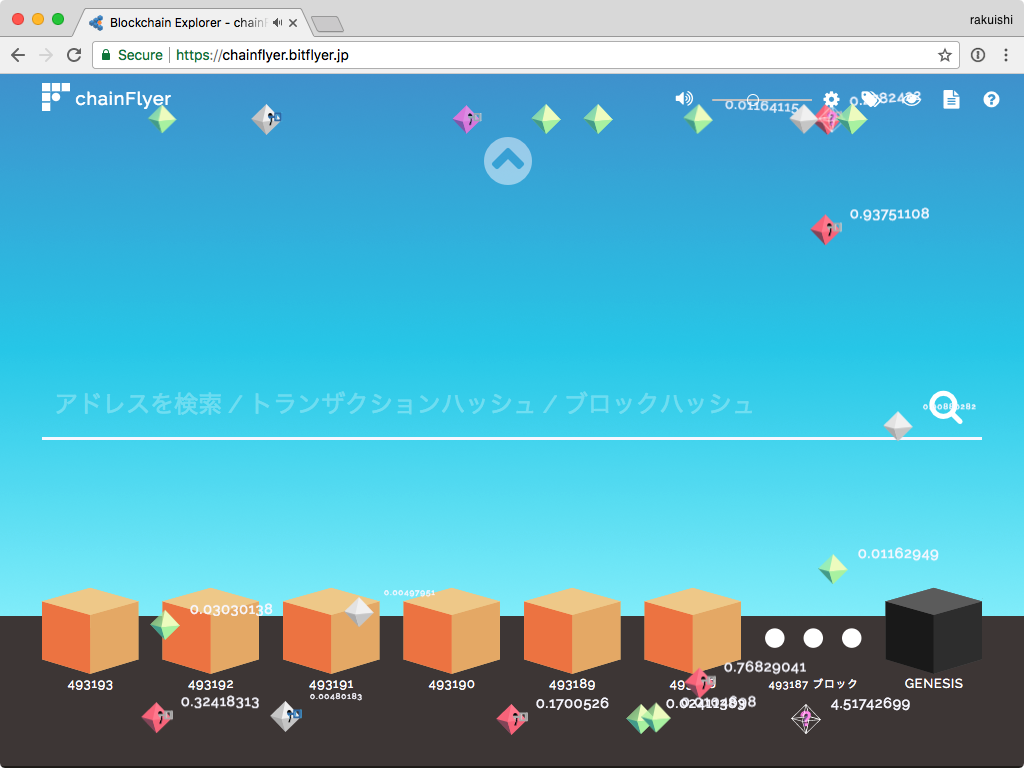 Blockchain Explorer - chainl
rakuishi
Secure
https://chainflyer.bitflyer.jp
chainFlyer
0.01164115
0.93751108
アドレスを検索 / トランザクションハッシュ / ブロックハッシュ
0.01162949
0.00497951
0.03030138
0.76829041
493193
493192
493191
493190
493189
493187 ブロック
GENESIS
0.00480183
0.32418313
0.1700526
4.51742699